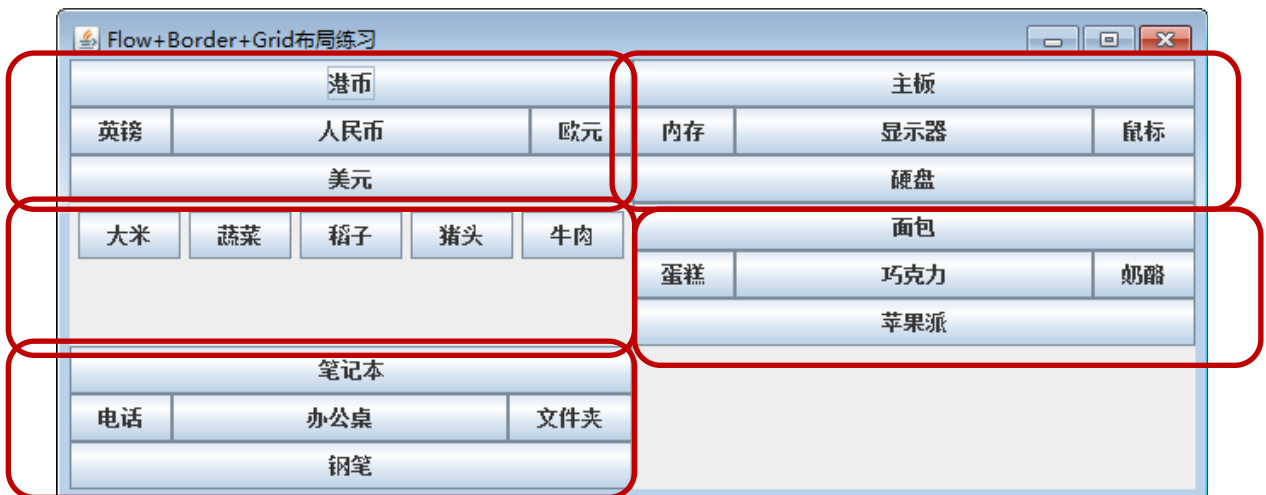 Flow+Border+Grid布局练习
港币
英镑 人民币 欧元
美元
主板
内存 显示器 鼠标
硬盘
大米 蔬菜 稻子 猪头 牛肉
面包
蛋糕 巧克力 奶酪
苹果派
笔记本
电话 办公桌 文件夹
钢笔